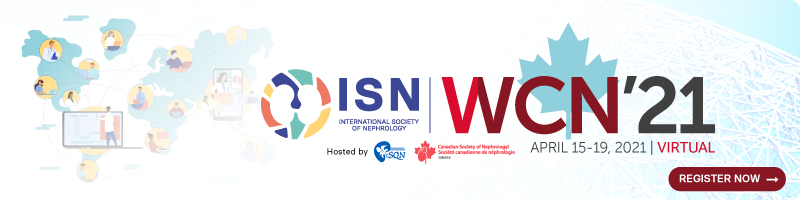 ISN
INTERNATIONAL SOCIETY
OF NEPHROLOGY
WCN'21
APRIL 15-19, 2021 | VIRTUAL
Hosted by
SQN
Canadian Society of Nephrology/
Société canadienne de néphrologie
REGISTER NOW